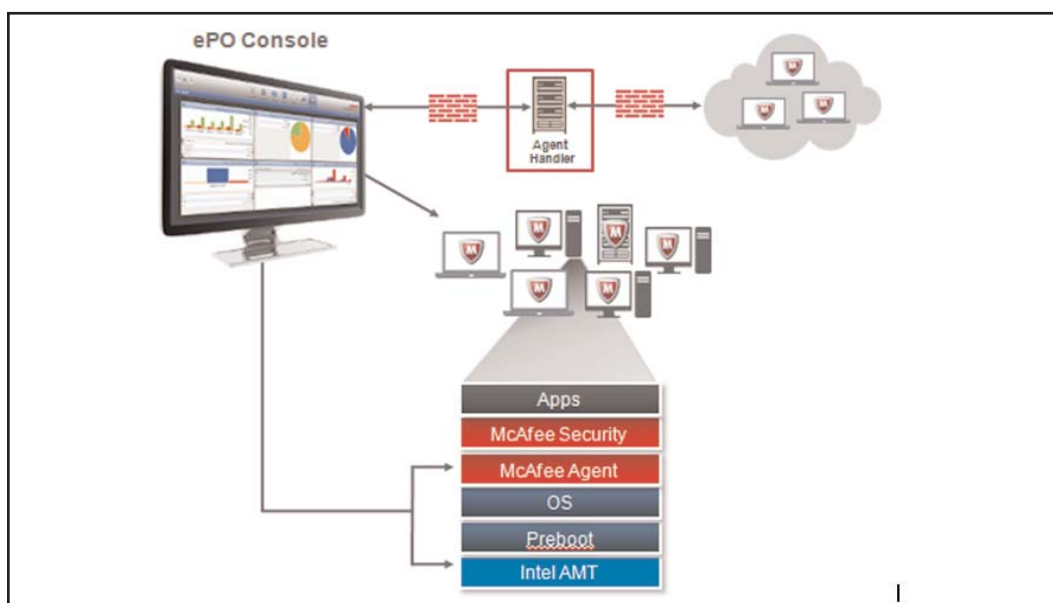 ePO Console
Agent
Handler
Apps
McAfee Security
McAfee Agent
OS
Preboot
Intel AMT